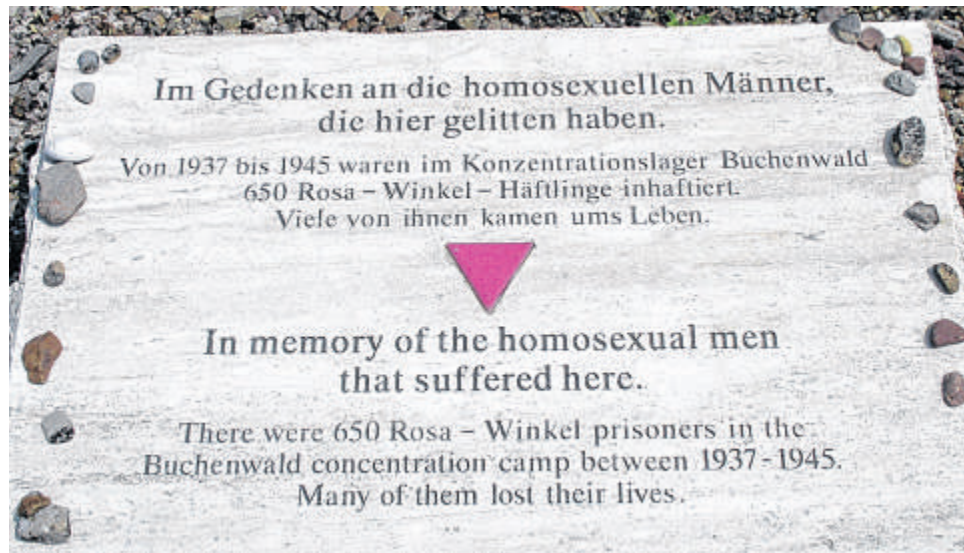 Im Gedenken an die homosexuellen Männer,
die hier gelitten haben.
Von 1937 bis 1945 waren im Konzentrationslager Buchenwald
650 Rosa – Winkel – Häftlinge inhaftiert.
Viele von ihnen kamen ums Leben.
In memory of the homosexual men
that suffered here.
There were 650 Rosa – Winkel prisoners in the
Buchenwald concentration camp between 1937-1945.
Many of them lost their lives.